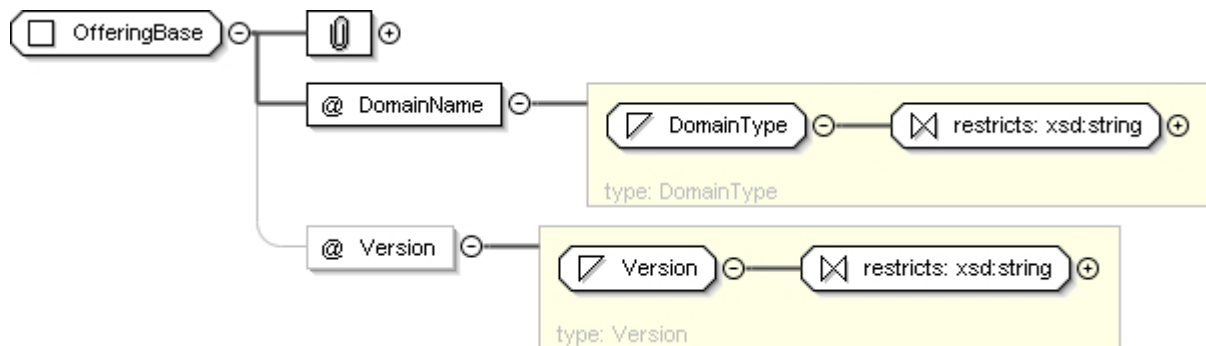 OfferingBase
@ DomainName
DomainType
restricts: xsd:string
type: DomainType
@ Version
Version
restricts: xsd:string
type: Version